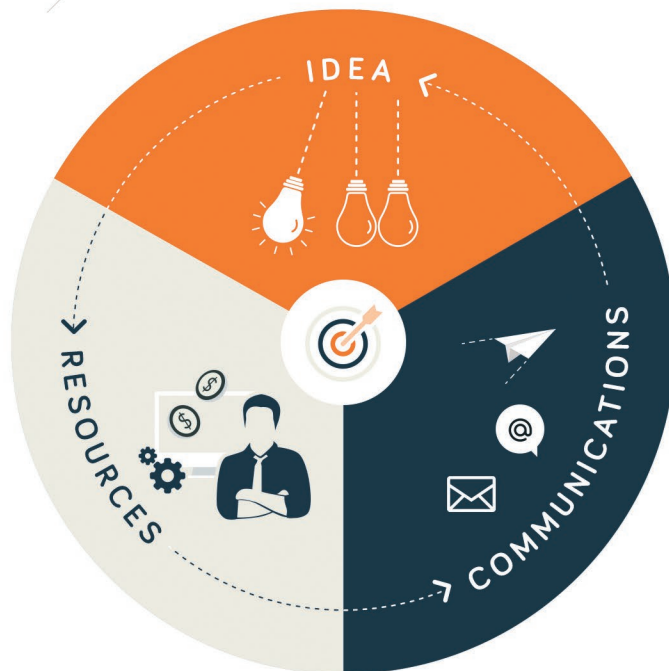 IDEA
RESOURCES
COMMUNICATIONS
$
$
@